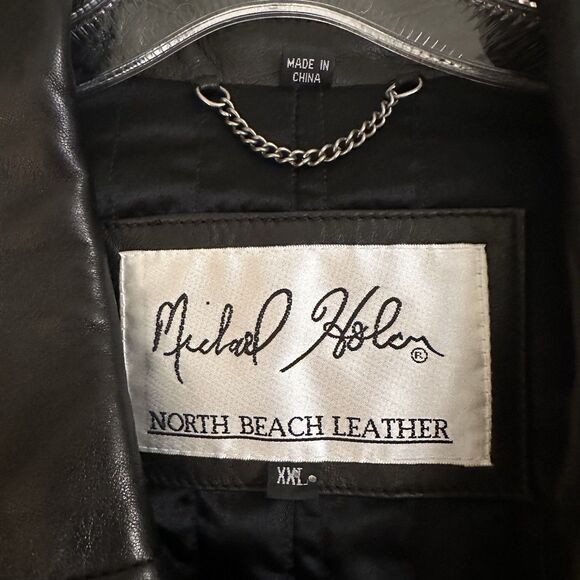 MADE IN
CHINA
Michael Hoban ®
NORTH BEACH LEATHER
XXL